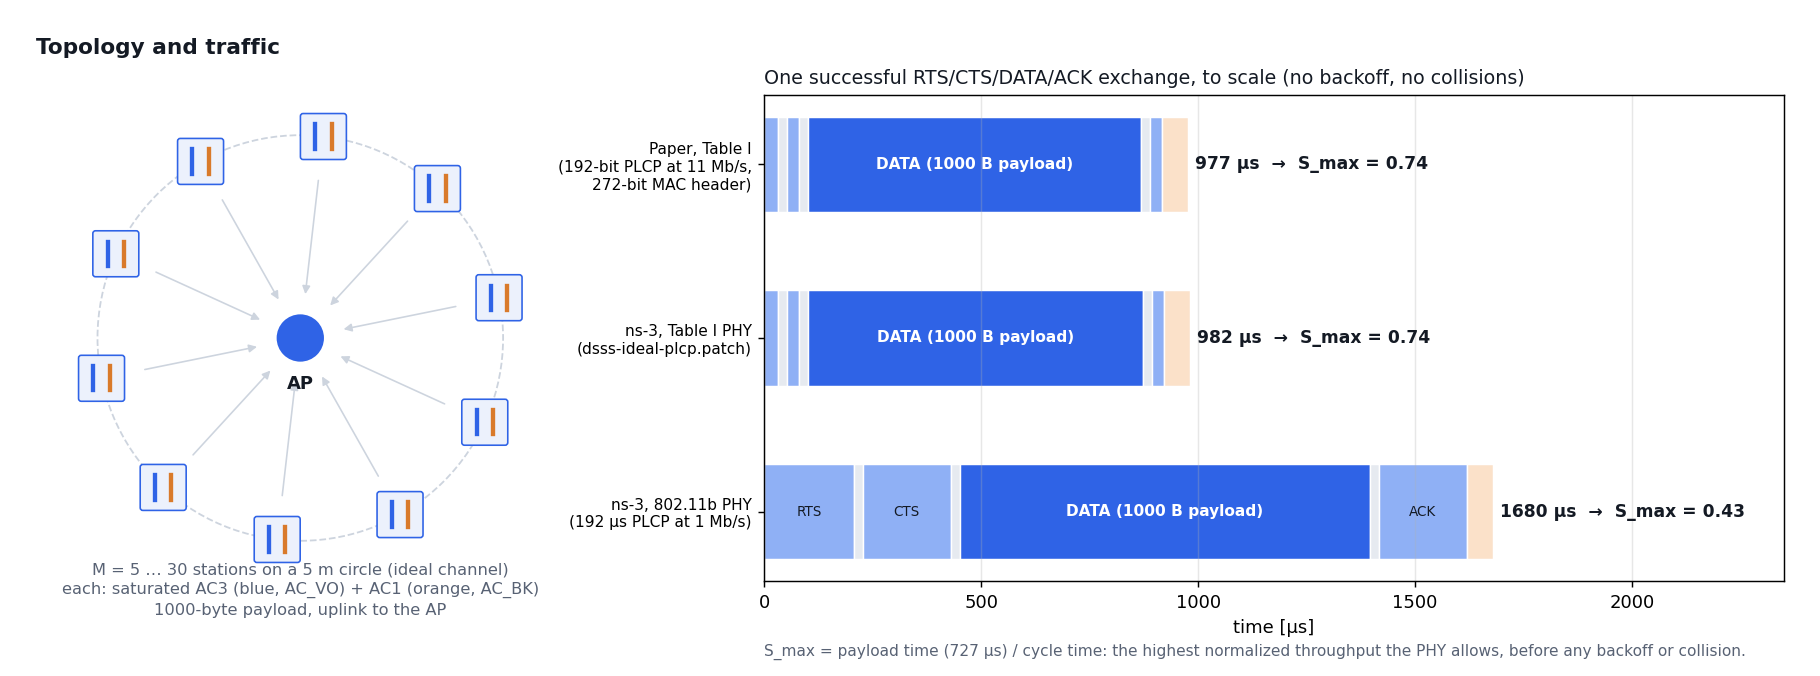 Topology and traffic
AP
M = 5 … 30 stations on a 5 m circle (ideal channel)
each: saturated AC3 (blue, AC_VO) + AC1 (orange, AC_BK)
1000-byte payload, uplink to the AP
One successful RTS/CTS/DATA/ACK exchange, to scale (no backoff, no collisions)
Paper, Table I
(192-bit PLCP at 11 Mb/s,
272-bit MAC header)
DATA (1000 B payload)
977 µs → S_max = 0.74
ns-3, Table I PHY
(dsss-ideal-plcp.patch)
DATA (1000 B payload)
982 µs → S_max = 0.74
ns-3, 802.11b PHY
(192 µs PLCP at 1 Mb/s)
RTS
CTS
DATA (1000 B payload)
ACK
1680 µs → S_max = 0.43
0
500
1000
1500
2000
time [µs]
S_max = payload time (727 µs) / cycle time: the highest normalized throughput the PHY allows, before any backoff or collision.